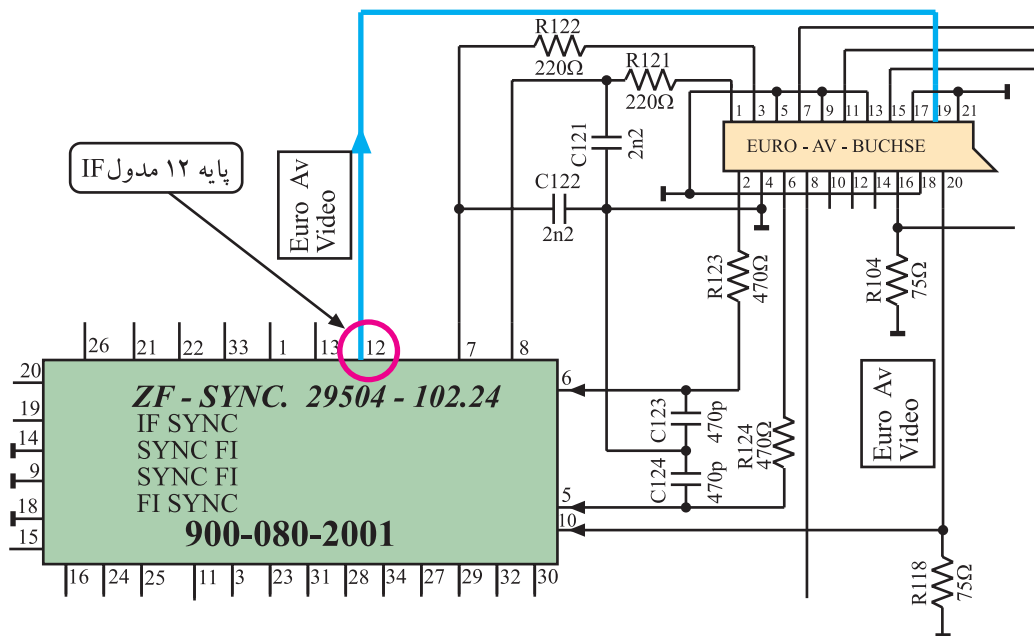 R122
220Ω
R121
220Ω
C121
2n2
C122
2n2
1 3 5 7 9 11 13 15 17 19 21
EURO - AV - BUCHSE
2 4 6 8 10 12 14 16 18 20
پایه ۱۲ مدول IF
Euro Av
Video
R123
470Ω
R104
75Ω
26 21 22 33 1 13 12 7 8
20
19
14
9
18
15
ZF - SYNC. 29504 - 102.24
IF SYNC
SYNC FI
SYNC FI
FI SYNC
900-080-2001
6
5
10
C123
470p
C124
470p
R124
470Ω
Euro Av
Video
R118
75Ω
16 24 25 11 3 23 31 28 34 27 29 32 30